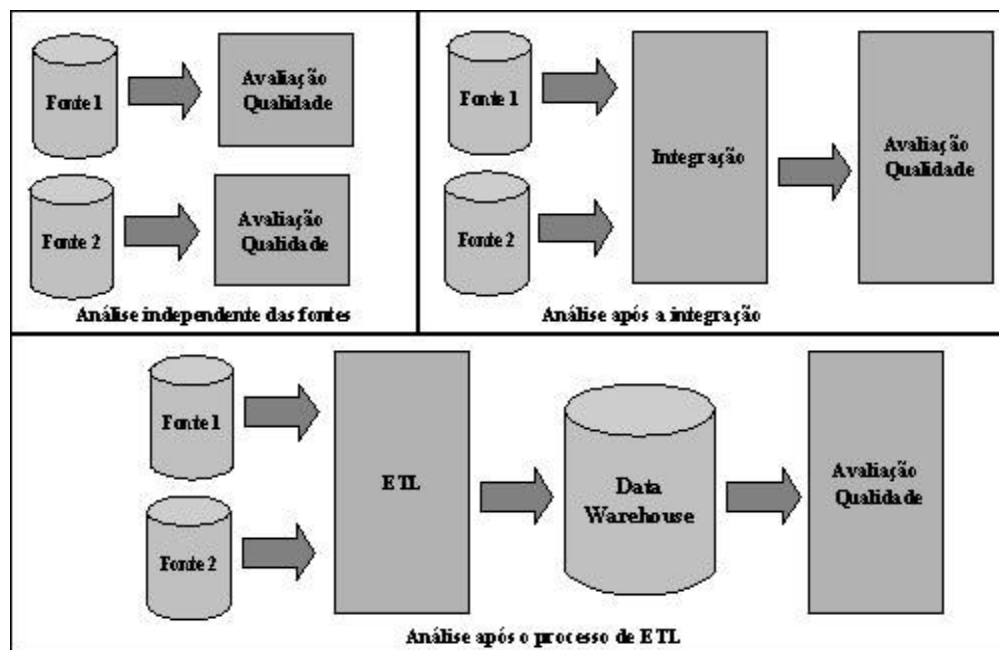 Fonte 1
Avaliação
Qualidade
Fonte 2
Avaliação
Qualidade
Análise independente das fontes
Fonte 1
Fonte 2
Integração
Avaliação
Qualidade
Análise após a integração
Fonte 1
Fonte 2
ETL
Data
Warehouse
Avaliação
Qualidade
Análise após o processo de ETL